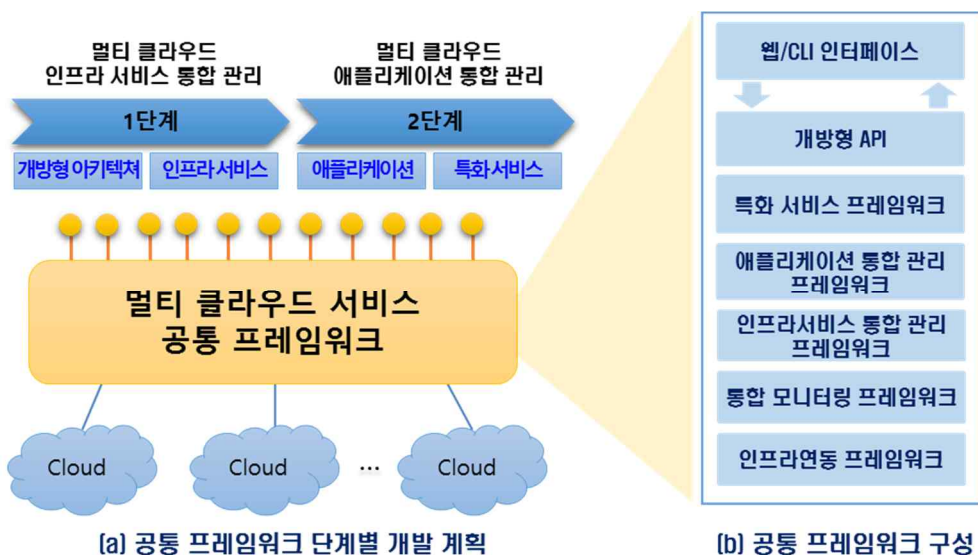 멀티 클라우드
인프라 서비스 통합 관리
멀티 클라우드
애플리케이션 통합 관리
1단계
2단계
개방형 아키텍쳐
인프라 서비스
애플리케이션
특화 서비스
멀티 클라우드 서비스
공통 프레임워크
Cloud
Cloud
...
Cloud
(a) 공통 프레임워크 단계별 개발 계획
웹/CLI 인터페이스
개방형 API
특화 서비스 프레임워크
애플리케이션 통합 관리
프레임워크
인프라서비스 통합 관리
프레임워크
통합 모니터링 프레임워크
인프라연동 프레임워크
(b) 공통 프레임워크 구성